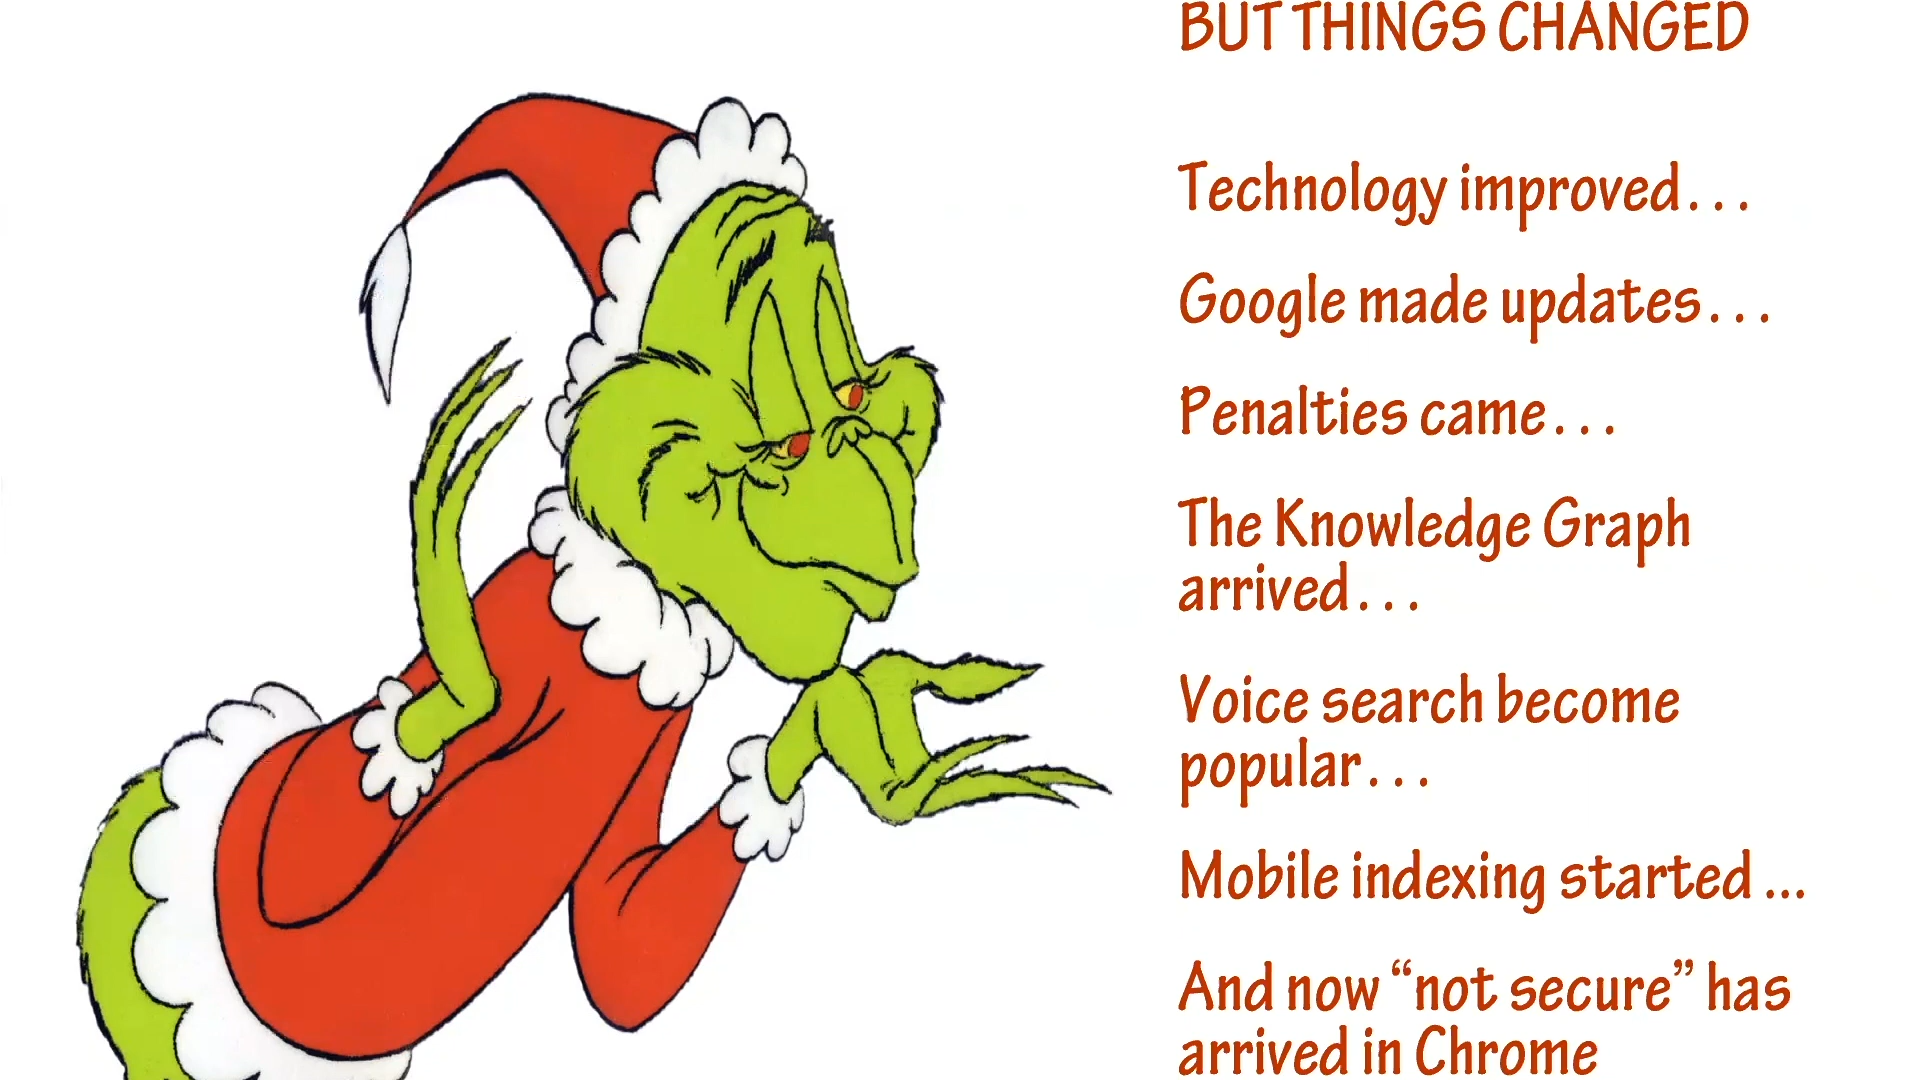 BUT THINGS CHANGED
Technology improved...
Google made updates...
Penalties came...
The Knowledge Graph
arrived...
Voice search become
popular...
Mobile indexing started ...
And now “not secure” has
arrived in Chrome